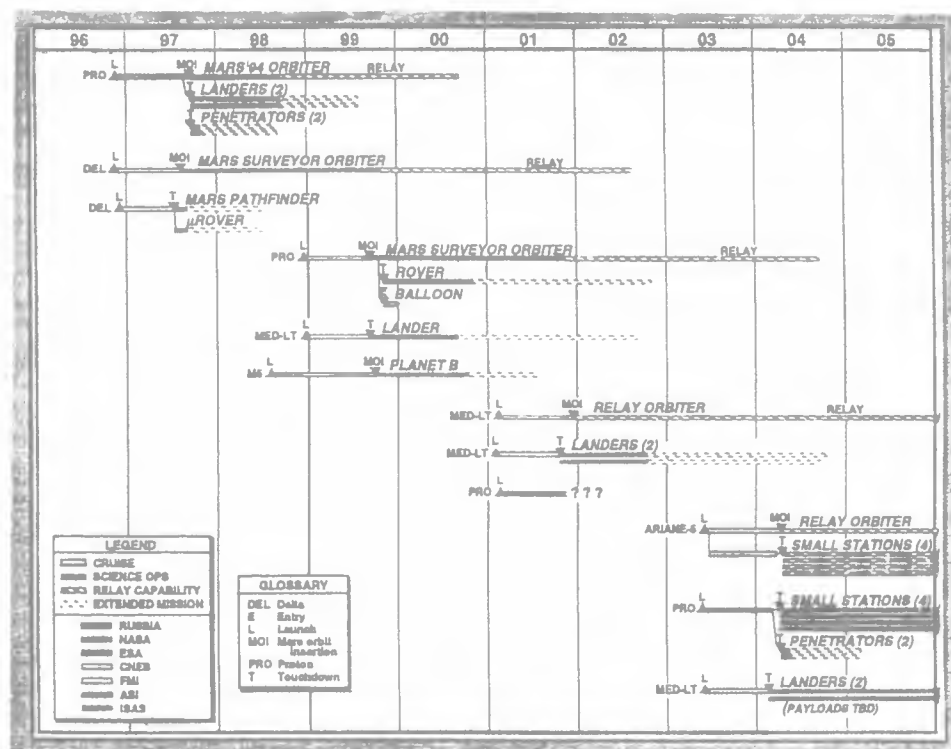 96 97 98 99 00 01 02 03 04 05
L MOI MARS '94 ORBITER RELAY
PRO
T LANDERS (2)
T PENETRATORS (2)
L MOI MARS SURVEYOR ORBITER RELAY
DEL
L T MARS PATHFINDER
DEL
μROVER
L MOI MARS SURVEYOR ORBITER RELAY
PRO
T ROVER
BALLOON
L T LANDER
MED-LT
L MOI PLANET B
M5
L MOI RELAY ORBITER RELAY
MED-LT
L T LANDERS (2)
MED-LT
L
PRO ? ? ?
L MOI RELAY ORBITER
ARIANE-5
T SMALL STATIONS (4)
L T SMALL STATIONS (4)
PRO
T PENETRATORS (2)
L T LANDERS (2)
MED-LT
(PAYLOADS TBD)
LEGEND
CRUISE
SCIENCE OPS
RELAY CAPABILITY
EXTENDED MISSION
RUSSIA
NASA
ESA
CNES
FMI
ASI
ISAS
GLOSSARY
DEL Delta
E Entry
L Launch
MOI Mars orbit
insertion
PRO Proton
T Touchdown